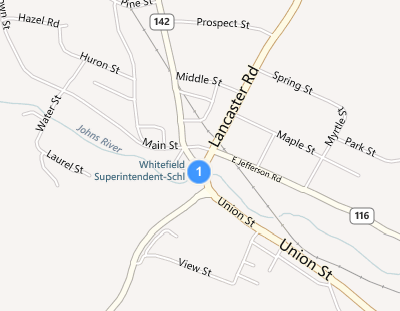 Pine St
Hazel Rd
142
Prospect St
Huron St
Middle St
Spring St
Lancaster Rd
Water St
Johns River
Main St
Maple St
Myrtle St
Park St
Laurel St
Whitefield
Superintendent-Schl
1
E Jefferson Rd
Union St
116
Union St
View St